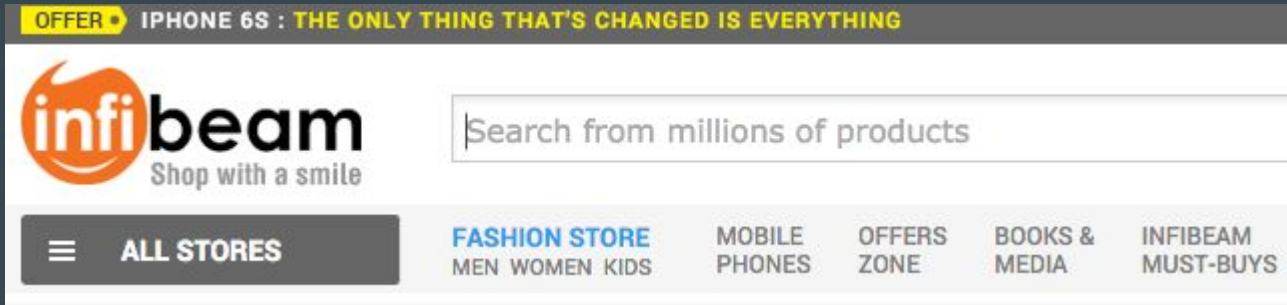 OFFER IPHONE 6S : THE ONLY THING THAT'S CHANGED IS EVERYTHING
infibeam
Shop with a smile
Search from millions of products
ALL STORES
FASHION STORE
MEN WOMEN KIDS
MOBILE
PHONES
OFFERS
ZONE
BOOKS &
MEDIA
INFIBEAM
MUST-BUYS